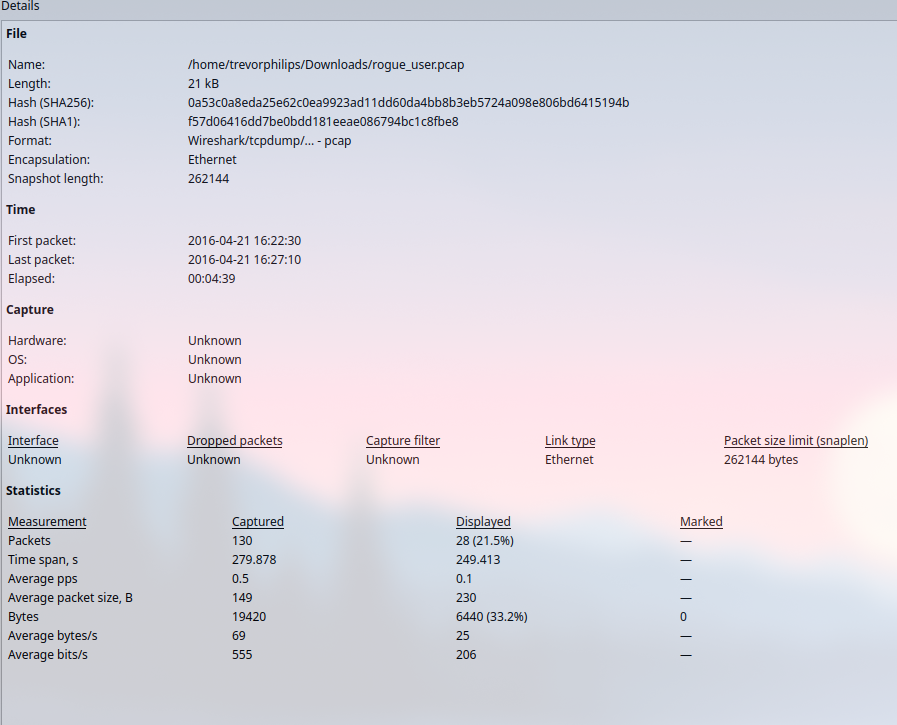 Details
File
Name: /home/trevorphilips/Downloads/rogue_user.pcap
Length: 21 kB
Hash (SHA256): 0a53c0a8eda25e62c0ea9923ad11dd60da4bb8b3eb5724a098e806bd6415194b
Hash (SHA1): f57d06416dd7be0bdd181eeae086794bc1c8fbe8
Format: Wireshark/tcpdump/... - pcap
Encapsulation: Ethernet
Snapshot length: 262144
Time
First packet: 2016-04-21 16:22:30
Last packet: 2016-04-21 16:27:10
Elapsed: 00:04:39
Capture
Hardware: Unknown
OS: Unknown
Application: Unknown
Interfaces
Interface Dropped packets Capture filter Link type Packet size limit (snaplen)
Unknown Unknown Unknown Ethernet 262144 bytes
Statistics
Measurement Captured Displayed Marked
Packets 130 28 (21.5%) —
Time span, s 279.878 249.413 —
Average pps 0.5 0.1 —
Average packet size, B 149 230 —
Bytes 19420 6440 (33.2%) 0
Average bytes/s 69 25 —
Average bits/s 555 206 —